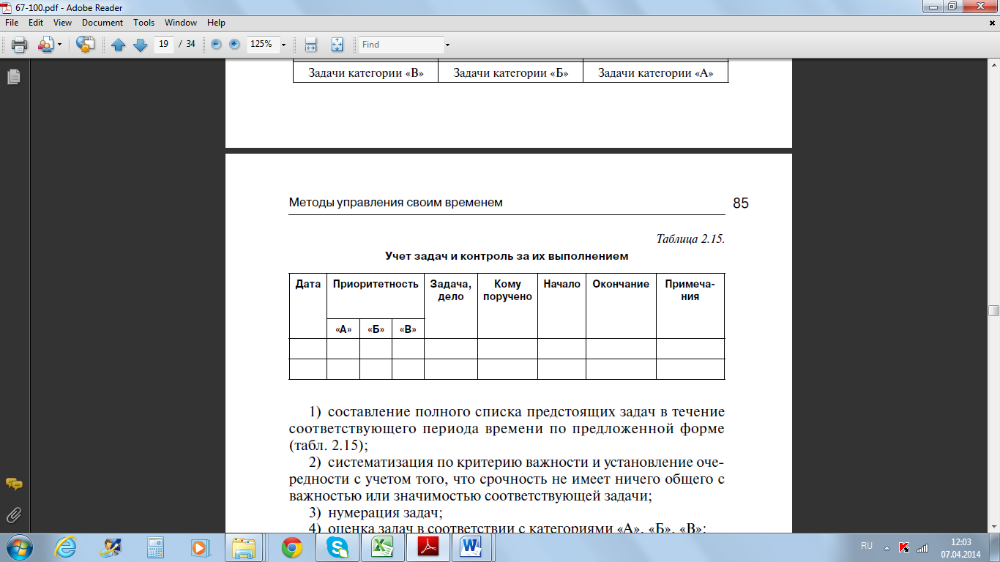 67-100.pdf - Adobe Reader
File Edit View Document Tools Window Help
19 / 34 125% Find
Задачи категории «В» Задачи категории «Б» Задачи категории «А»
Методы управления своим временем 85
Таблица 2.15.
Учет задач и контроль за их выполнением
Дата Приоритетность Задача, Кому Начало Окончание Примеча-
дело поручено ния
«А» «Б» «В»
1) составление полного списка предстоящих задач в течение
соответствующего периода времени по предложенной форме
(табл. 2.15);
2) систематизация по критерию важности и установление оче-
редности с учетом того, что срочность не имеет ничего общего с
важностью или значимостью соответствующей задачи;
3) нумерация задач;
4) оценка задач в соответствии с категориями «А», «Б», «В»:
RU 12:03
07.04.2014